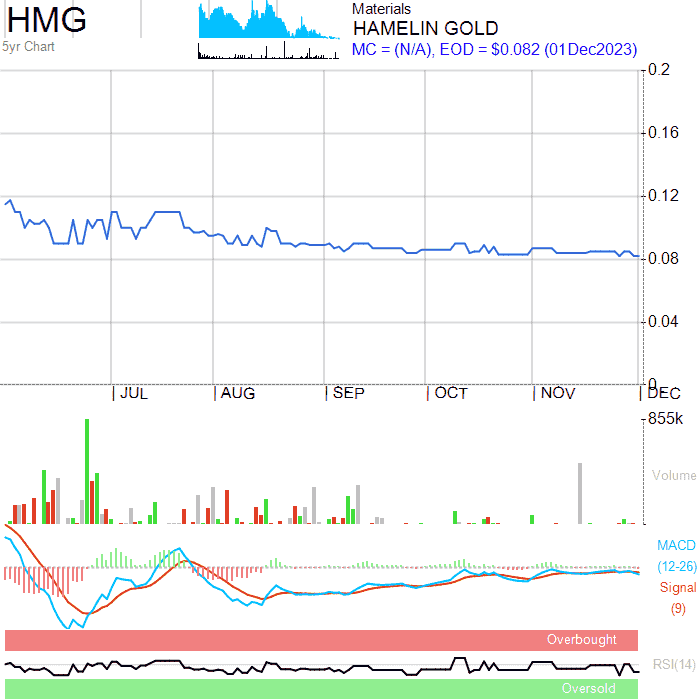 HMG
5yr Chart
Materials
HAMELIN GOLD
MC = (N/A), EOD = $0.082 (01Dec2023)
0.2
0.16
0.12
0.08
0.04
0
| JUL | AUG | SEP | OCT | NOV | DEC
855k
Volume
MACD
(12-26)
Signal
(9)
Overbought
RSI(14)
Oversold